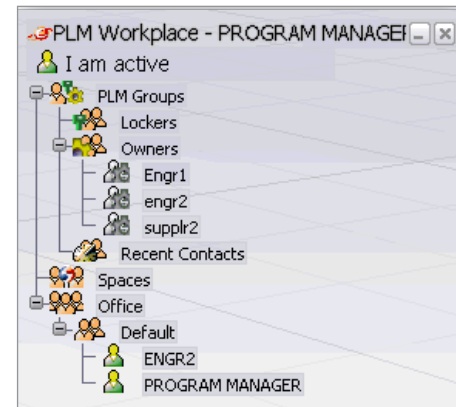 PLM Workplace - PROGRAM MANAGEF
I am active
PLM Groups
Lockers
Owners
Engr1
engr2
supplr2
Recent Contacts
Spaces
Office
Default
ENGR2
PROGRAM MANAGER